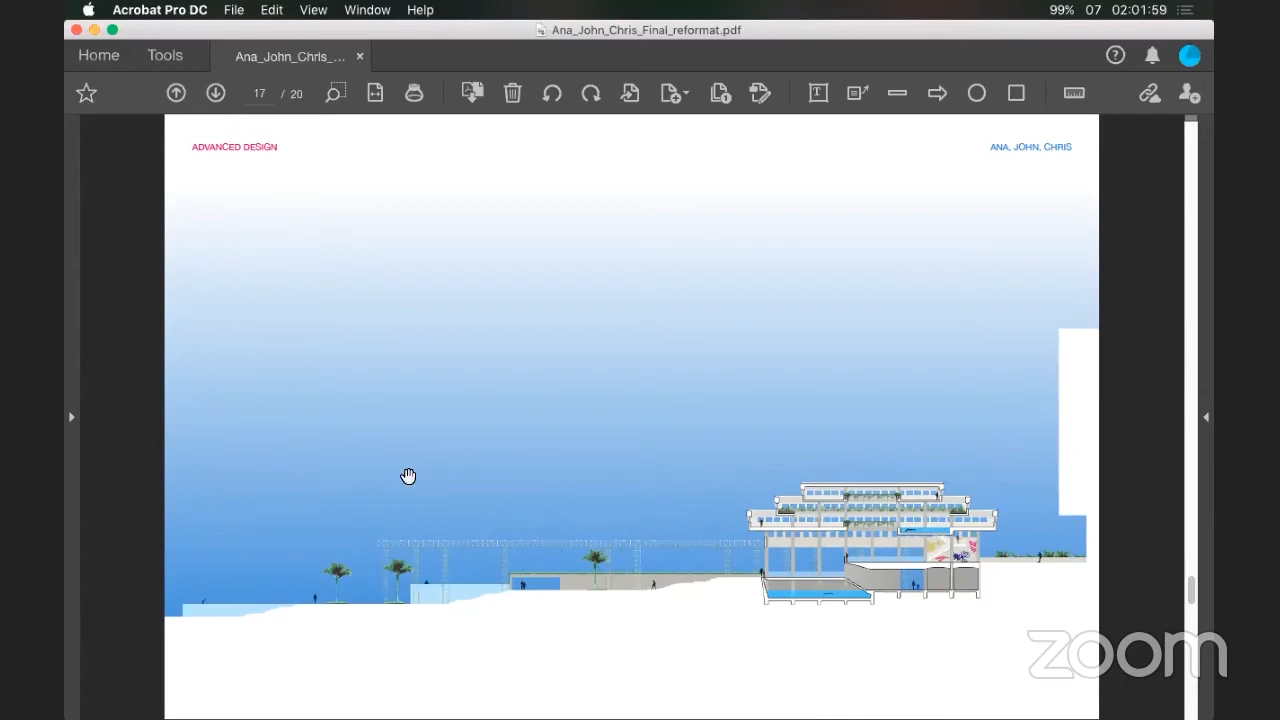 Acrobat Pro DC File Edit View Window Help 99% 07 02:01:59
Ana_John_Chris_Final_reformat.pdf
Home Tools Ana_John_Chris_... ×
17 / 20
ADVANCED DESIGN
ANA, JOHN, CHRIS
zoom